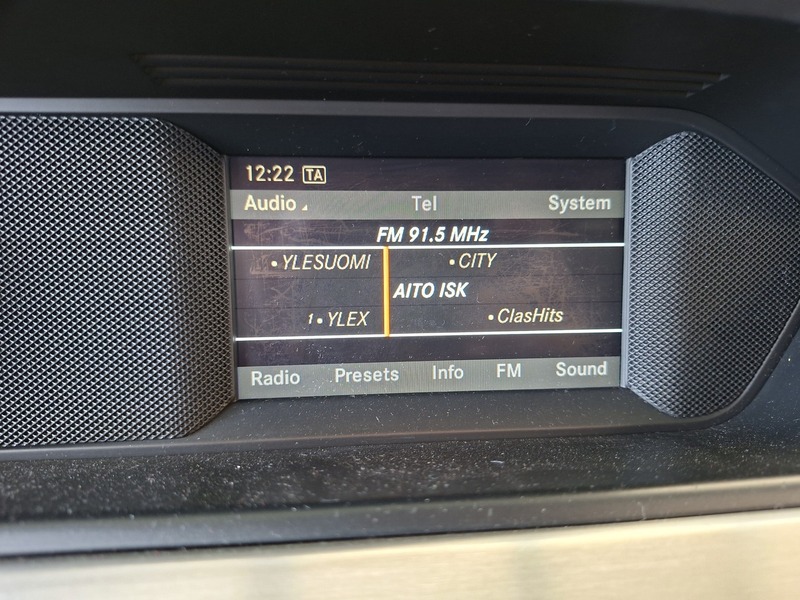 12:22 TA
Audio Tel System
FM 91.5 MHz
•YLESUOMI •CITY
AITO ISK
1•YLEX •ClasHits
Radio Presets Info FM Sound